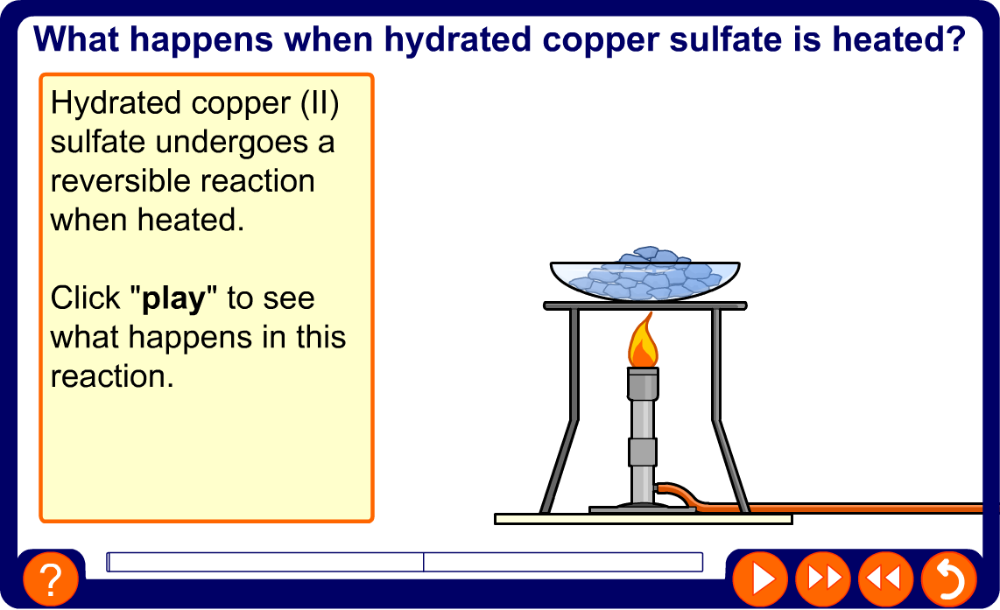 What happens when hydrated copper sulfate is heated?
Hydrated copper (II)
sulfate undergoes a
reversible reaction
when heated.
Click "play" to see
what happens in this
reaction.
?